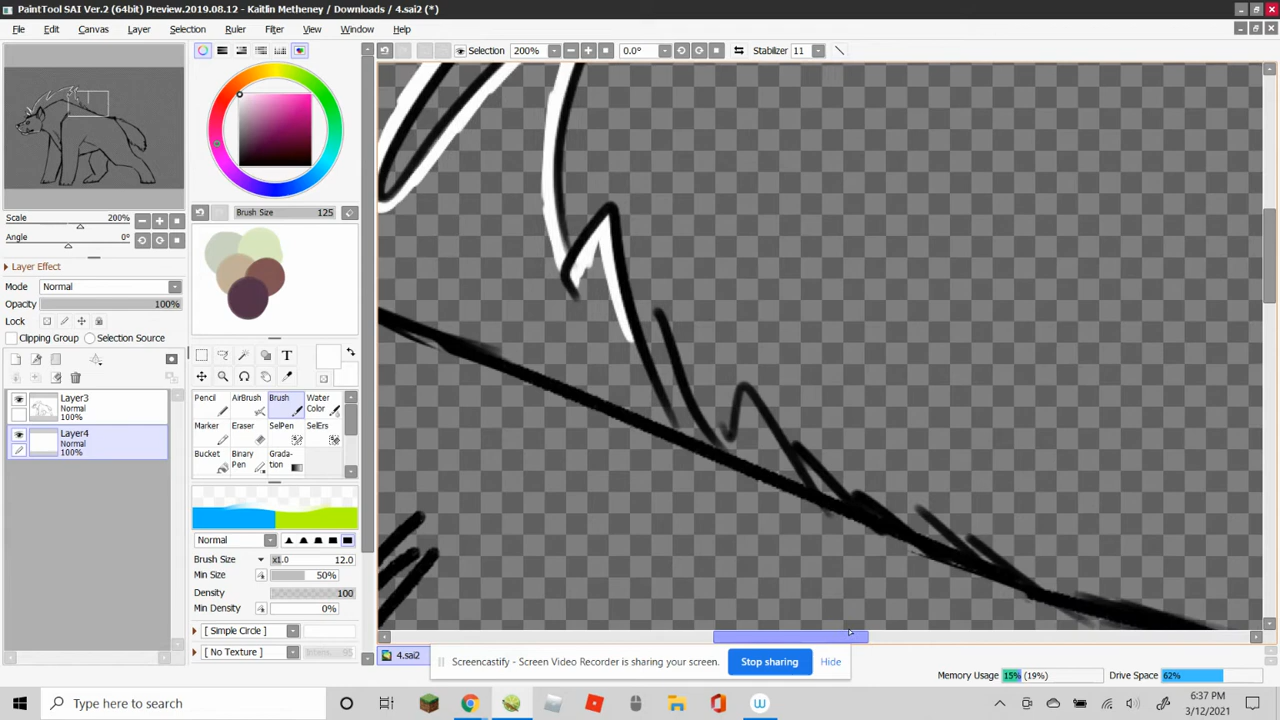 PaintTool SAI Ver.2 (64bit) Preview.2019.08.12 - Kaitlin Metheney / Downloads / 4.sai2 (*)
File Edit Canvas Layer Selection Ruler Filter View Window Help
Selection 200% 0.0° Stabilizer 11
Scale 200%
Angle 0°
Brush Size 125
Layer Effect
Mode Normal
Opacity 100%
Lock
Clipping Group Selection Source
Layer3
Normal
100%
Layer4
Normal
100%
T
Pencil AirBrush Brush Water Color
Marker Eraser SelPen SelErs
Bucket Binary Pen Grada-tion
Normal
Brush Size x1.0 12.0
Min Size 50%
Density 100
Min Density 0%
[ Simple Circle ]
[ No Texture ] Intens. 95
4.sai2
Screencastify - Screen Video Recorder is sharing your screen. Stop sharing Hide
Memory Usage 15% (19%) Drive Space 62%
Type here to search
6:37 PM
3/12/2021